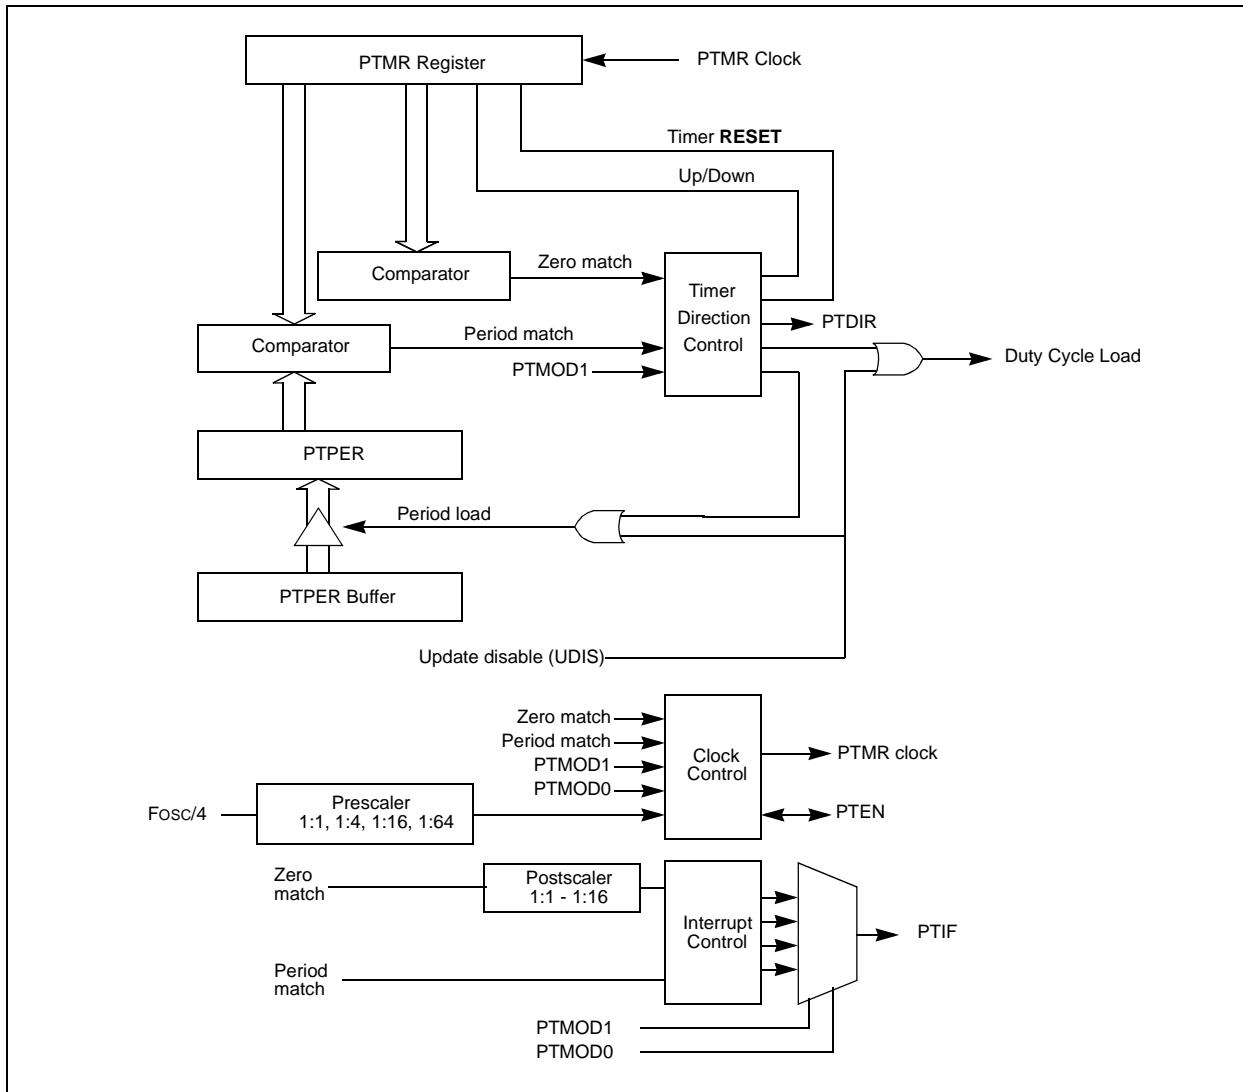 PTMR Register
PTMR Clock
Timer RESET
Up/Down
Comparator
Zero match
Timer
Direction
Control
PTDIR
Comparator
Period match
PTMOD1
Duty Cycle Load
PTPER
Period load
PTPER Buffer
Update disable (UDIS)
Zero match
Period match
PTMOD1
PTMOD0
Clock
Control
PTMR clock
PTEN
FOSC/4
Prescaler
1:1, 1:4, 1:16, 1:64
Zero
match
Postscaler
1:1 - 1:16
Interrupt
Control
PTIF
Period
match
PTMOD1
PTMOD0